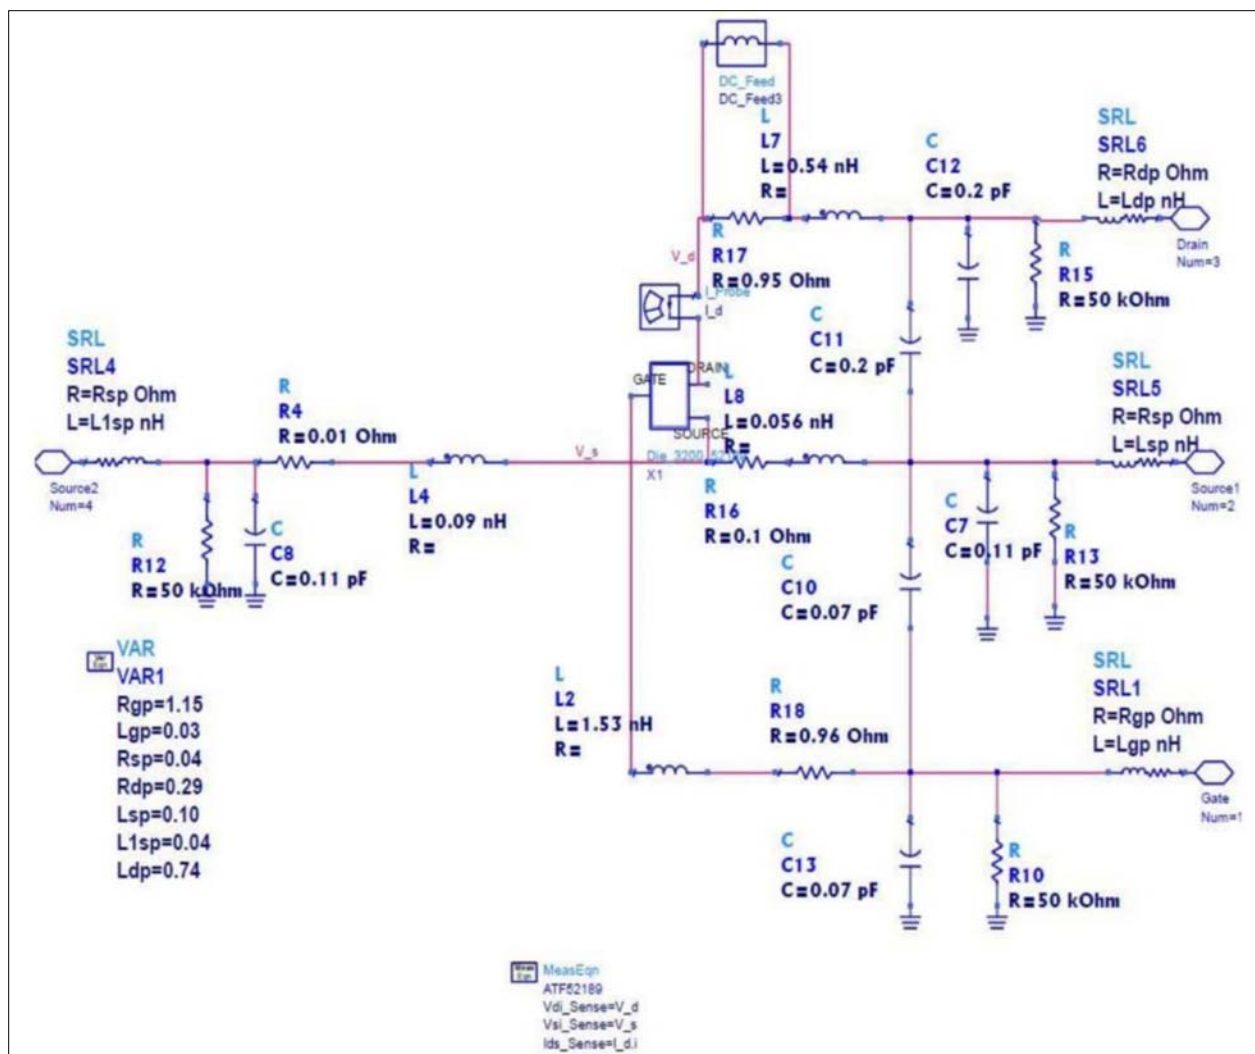 DC_Feed
DC_Feed3
L
L7
L=0.54 nH
R=
C
C12
C=0.2 pF
SRL
SRL6
R=Rdp Ohm
L=Ldp nH
Drain
Num=3
V_d
R
R17
R=0.95 Ohm
I_Probe
I_d
R
R15
R=50 kOhm
C
C11
C=0.2 pF
SRL
SRL4
R=Rsp Ohm
L=L1sp nH
R
R4
R=0.01 Ohm
GATE
DRAIN
SOURCE
X1
L
L8
L=0.056 nH
R=
SRL
SRL5
R=Rsp Ohm
L=Lsp nH
Source1
Num=2
Source2
Num=4
V_s
L
L4
L=0.09 nH
R=
R
R16
R=0.1 Ohm
R
R12
R=50 kOhm
C
C8
C=0.11 pF
C
C7
C=0.11 pF
R
R13
R=50 kOhm
C
C10
C=0.07 pF
Var
Eqn
VAR
VAR1
Rgp=1.15
Lgp=0.03
Rsp=0.04
Rdp=0.29
Lsp=0.10
L1sp=0.04
Ldp=0.74
L
L2
L=1.53 nH
R=
R
R18
R=0.96 Ohm
SRL
SRL1
R=Rgp Ohm
L=Lgp nH
Gate
Num=1
C
C13
C=0.07 pF
R
R10
R=50 kOhm
Meas
Eqn
MeasEqn
ATF52189
Vdi_Sense=V_d
Vsi_Sense=V_s
Ids_Sense=I_d.i